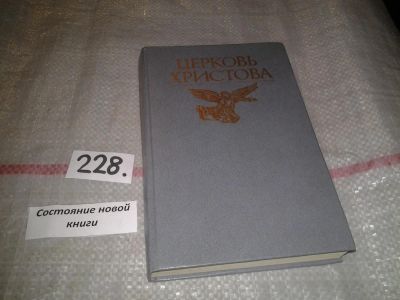 ЦЕРКОВЬ
ХРИСТОВА
228.
Состояние новой
книги